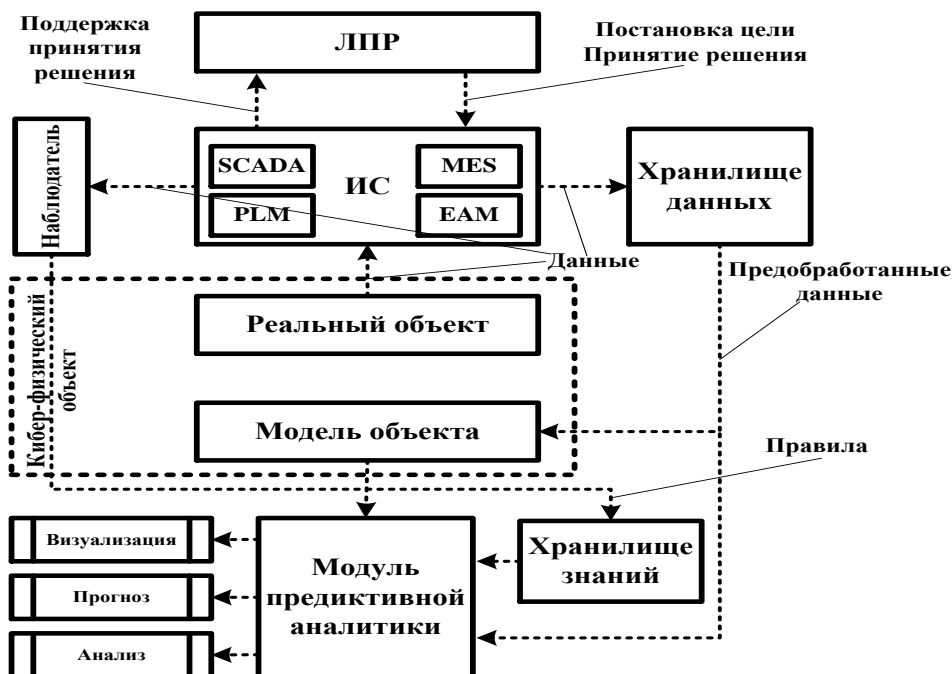 Поддержка
принятия
решения
ЛПР
Постановка цели
Принятие решения
Наблюдатель
SCADA
PLM
ИС
MES
EAM
Хранилище
данных
Данные
Предобработанные
данные
Кибер-физический
объект
Реальный объект
Модель объекта
Правила
Визуализация
Прогноз
Анализ
Модуль
предиктивной
аналитики
Хранилище
знаний